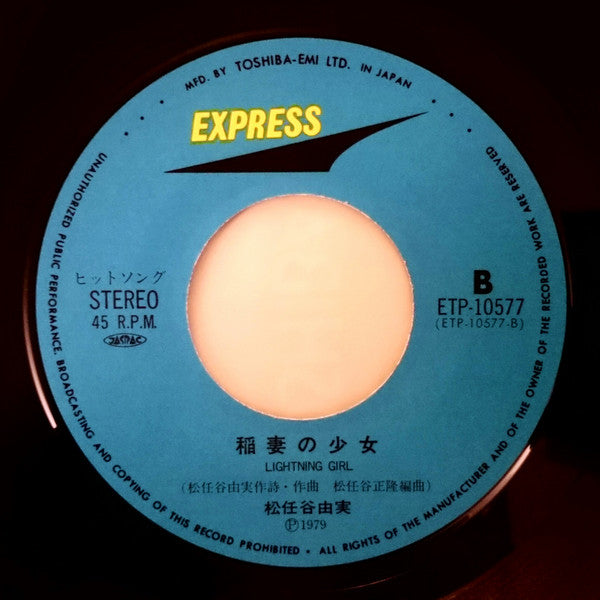 MFD. BY TOSHIBA-EMI LTD. IN JAPAN
EXPRESS
ヒットソング
STEREO
45 R.P.M.
JASRAC
B
ETP-10577
(ETP-10577-B)
稲妻の少女
LIGHTNING GIRL
(松任谷由実作詩・作曲 松任谷正隆編曲)
松任谷由実
Ⓟ1979
UNAUTHORIZED PUBLIC PERFORMANCE, BROADCASTING AND COPYING OF THIS RECORD PROHIBITED • ALL RIGHTS OF THE MANUFACTURER AND OF THE OWNER OF THE RECORDED WORK ARE RESERVED